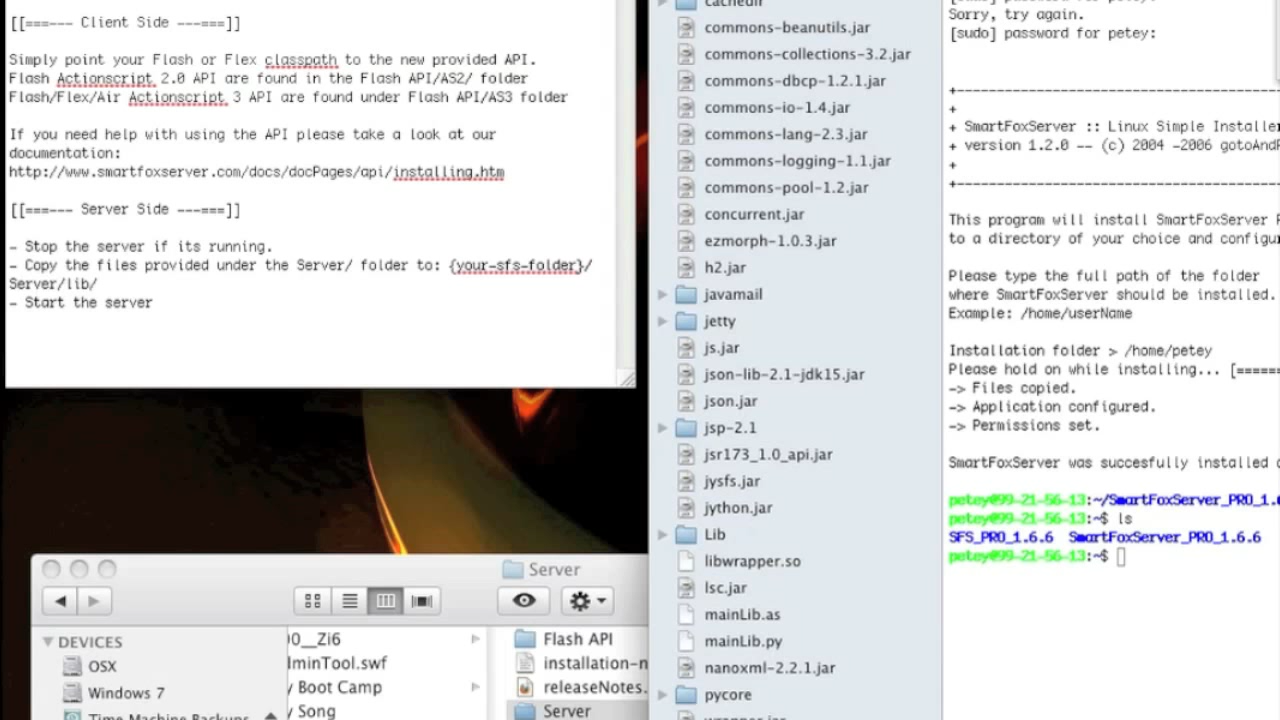 [[===--- Client Side ---===]]
Simply point your Flash or Flex classpath to the new provided API.
Flash Actionscript 2.0 API are found in the Flash API/AS2/ folder
Flash/Flex/Air Actionscript 3 API are found under Flash API/AS3 folder
If you need help with using the API please take a look at our
documentation:
http://www.smartfoxserver.com/docs/docPages/api/installing.htm
[[===--- Server Side ---===]]
- Stop the server if its running.
- Copy the files provided under the Server/ folder to: {your-sfs-folder}/
Server/lib/
- Start the server
Server
DEVICES
OSX
Windows 7
Time Machine Backups
00__Zi6
lminTool.swf
y Boot Camp
y Song
Flash API
installation-n
releaseNotes.
Server
cachedir
commons-beanutils.jar
commons-collections-3.2.jar
commons-dbcp-1.2.1.jar
commons-io-1.4.jar
commons-lang-2.3.jar
commons-logging-1.1.jar
commons-pool-1.2.jar
concurrent.jar
ezmorph-1.0.3.jar
h2.jar
javamail
jetty
js.jar
json-lib-2.1-jdk15.jar
json.jar
jsp-2.1
jsr173_1.0_api.jar
jysfs.jar
jython.jar
Lib
libwrapper.so
lsc.jar
mainLib.as
mainLib.py
nanoxml-2.2.1.jar
pycore
wrapper.jar
[sudo] password for petey:
Sorry, try again.
[sudo] password for petey:
+-------------------------------------
+
+ SmartFoxServer :: Linux Simple Installe
+ version 1.2.0 -- (c) 2004 -2006 gotoAndP
+
+-------------------------------------
This program will install SmartFoxServer P
to a directory of your choice and configu
Please type the full path of the folder
where SmartFoxServer should be installed.
Example: /home/userName
Installation folder > /home/petey
Please hold on while installing... [======
-> Files copied.
-> Application configured.
-> Permissions set.
SmartFoxServer was succesfully installed
petey@99-21-56-13:~/SmartFoxServer_PRO_1.6
petey@99-21-56-13:~$ ls
SFS_PRO_1.6.6 SmartFoxServer_PRO_1.6.6
petey@99-21-56-13:~$